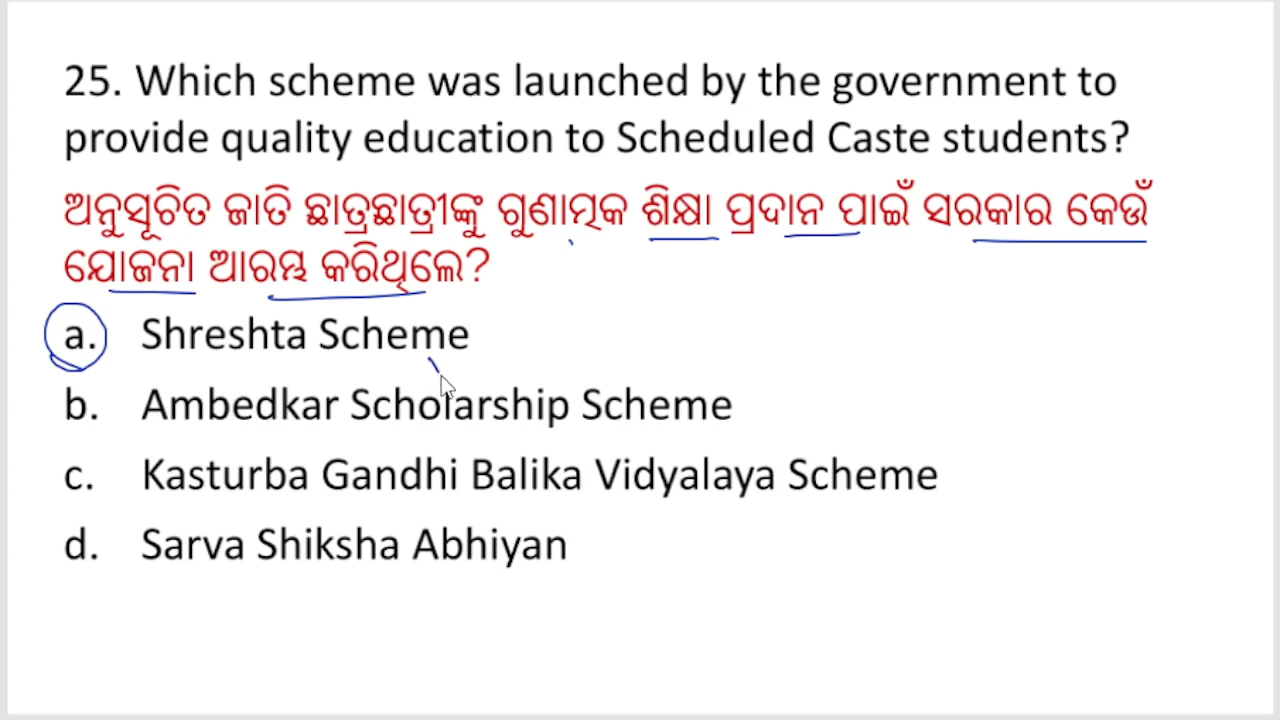 25. Which scheme was launched by the government to
provide quality education to Scheduled Caste students?
ଅନୁସୂଚିତ ଜାତି ଛାତ୍ରଛାତ୍ରୀଙ୍କୁ ଗୁଣାତ୍ମକ ଶିକ୍ଷା ପ୍ରଦାନ ପାଇଁ ସରକାର କେଉଁ
ଯୋଜନା ଆରମ୍ଭ କରିଥିଲେ?
a. Shreshta Scheme
b. Ambedkar Scholarship Scheme
c. Kasturba Gandhi Balika Vidyalaya Scheme
d. Sarva Shiksha Abhiyan